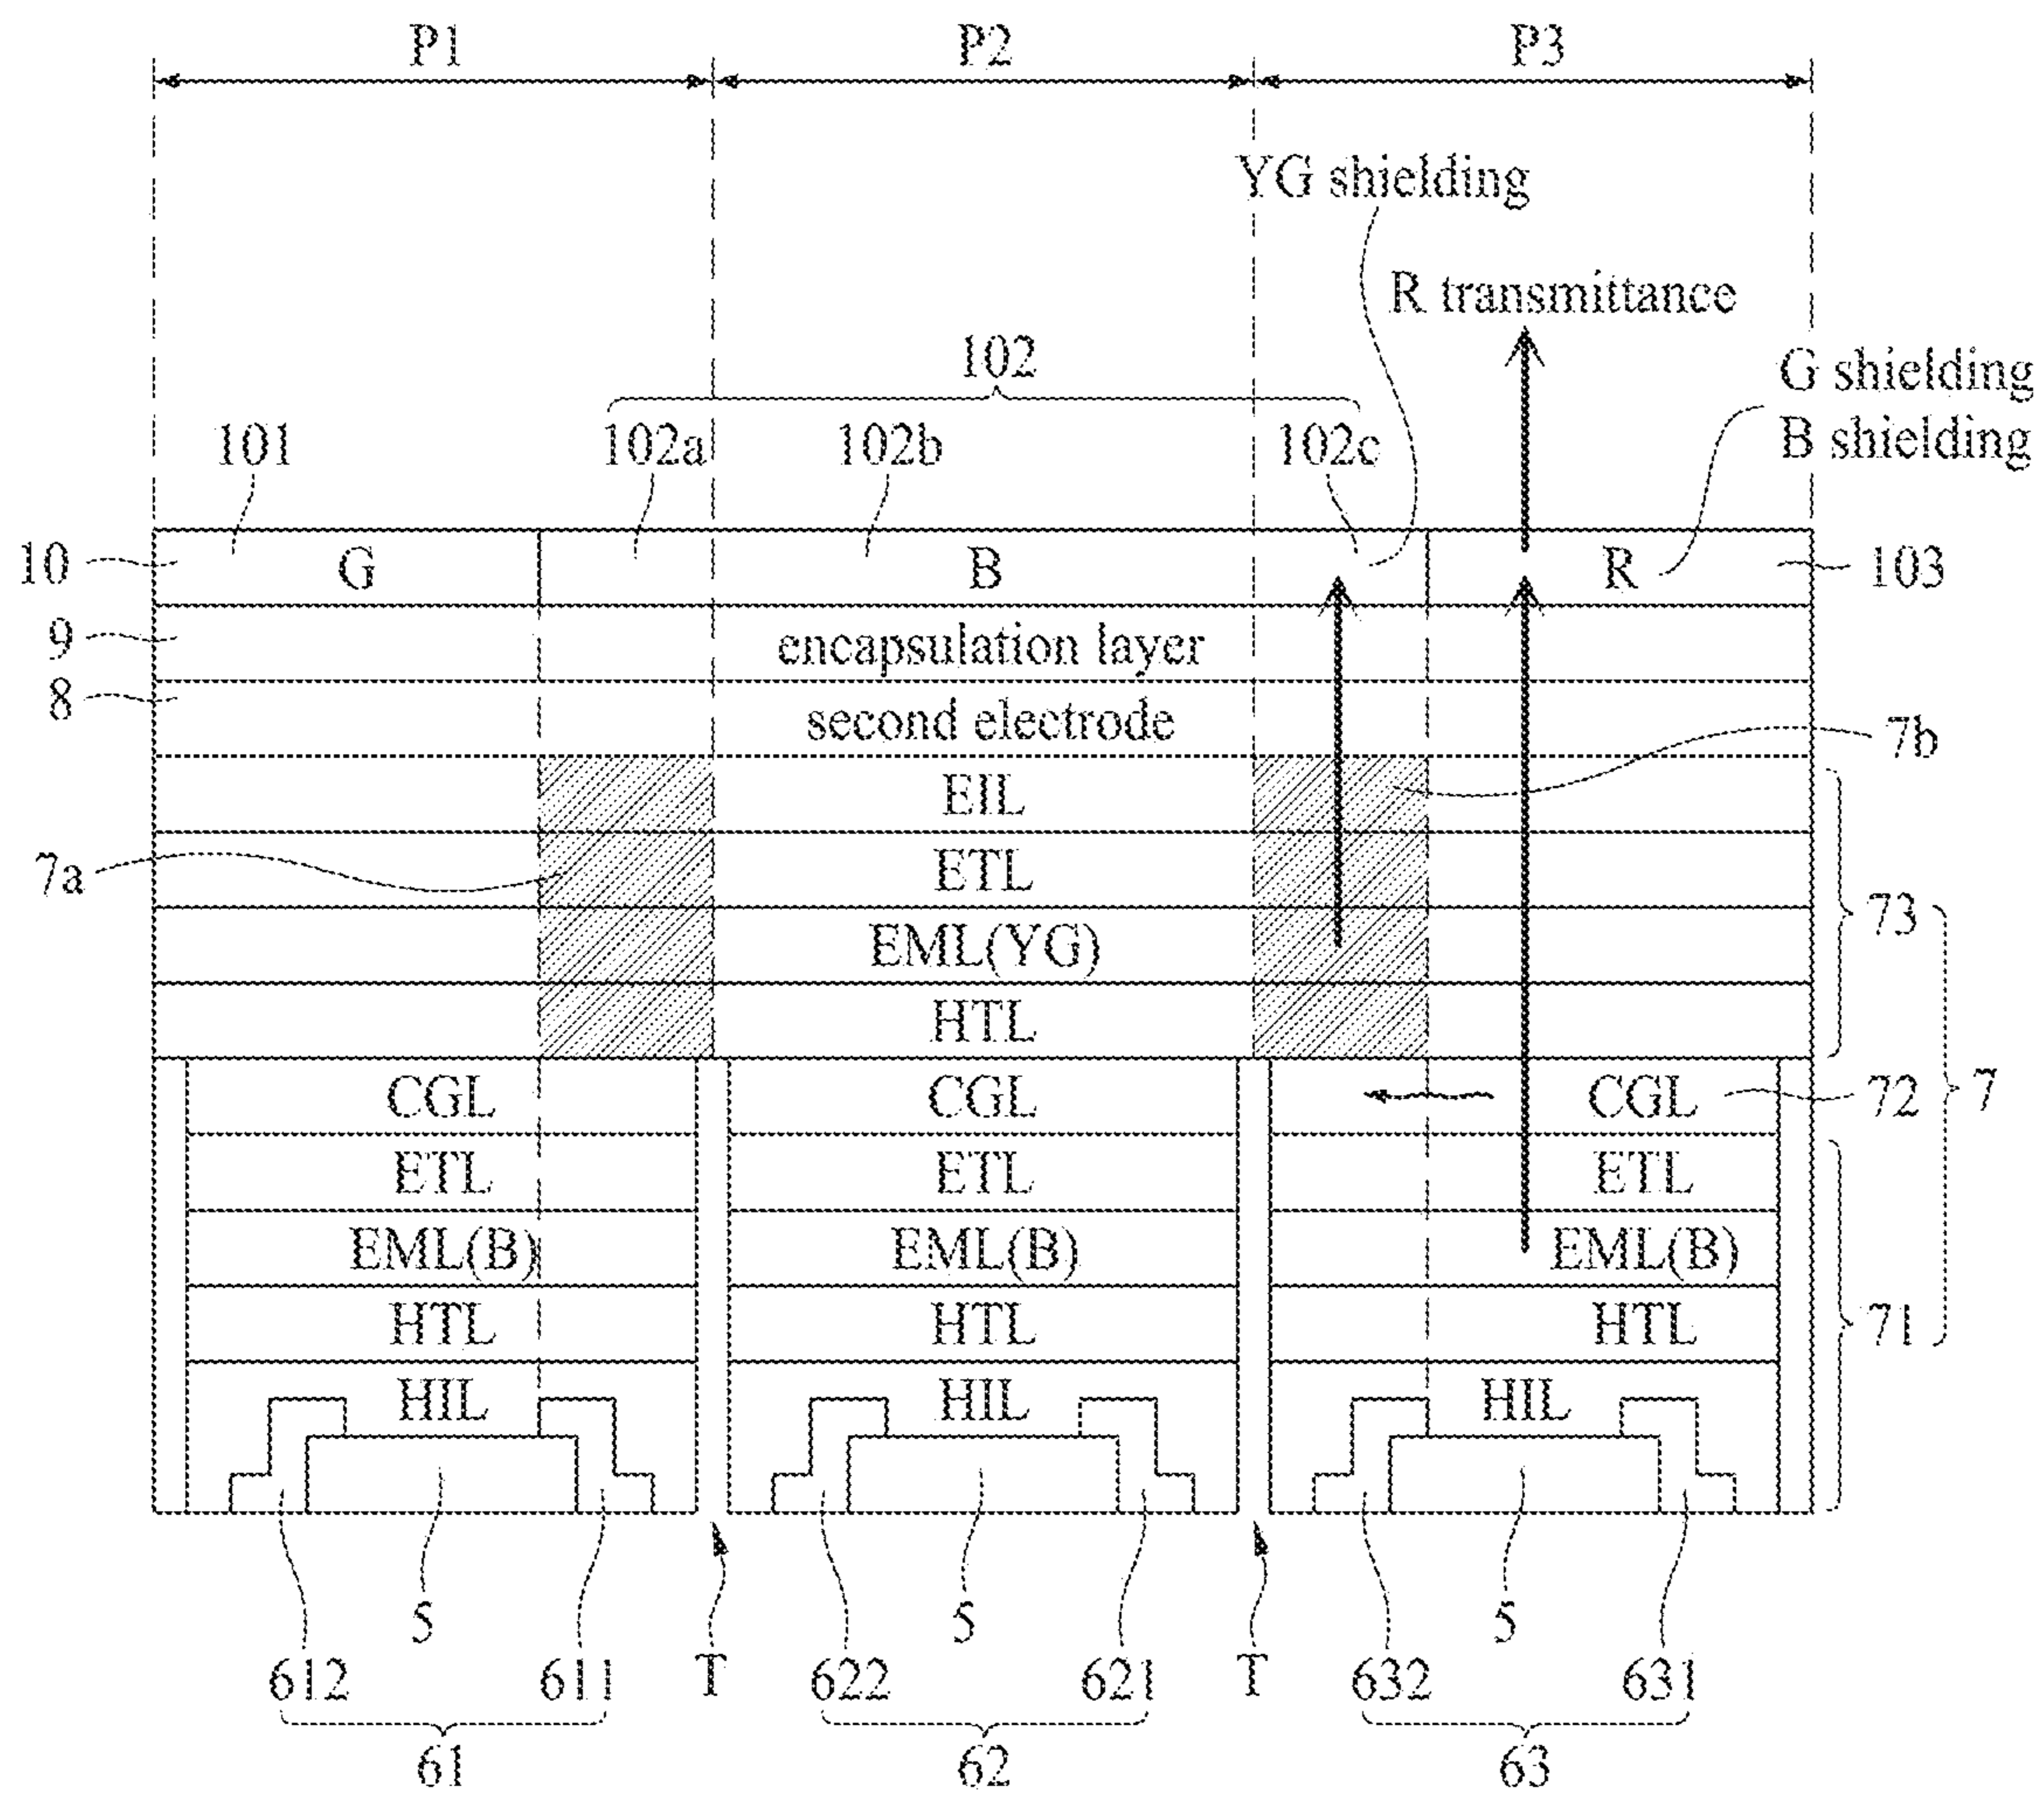 P1 P2 P3
YG shielding
R transmittance
102
G shielding
B shielding
101 102a 102b 102c
10 G B R 103
9 encapsulation layer
8 second electrode
7b
EIL
7a ETL
73
EML(YG)
HTL
CGL CGL CGL 72 7
ETL ETL ETL
EML(B) EML(B) EML(B)
HTL HTL HTL 71
HIL HIL HIL
5 5 5
612 611 T 622 621 T 632 631
61 62 63